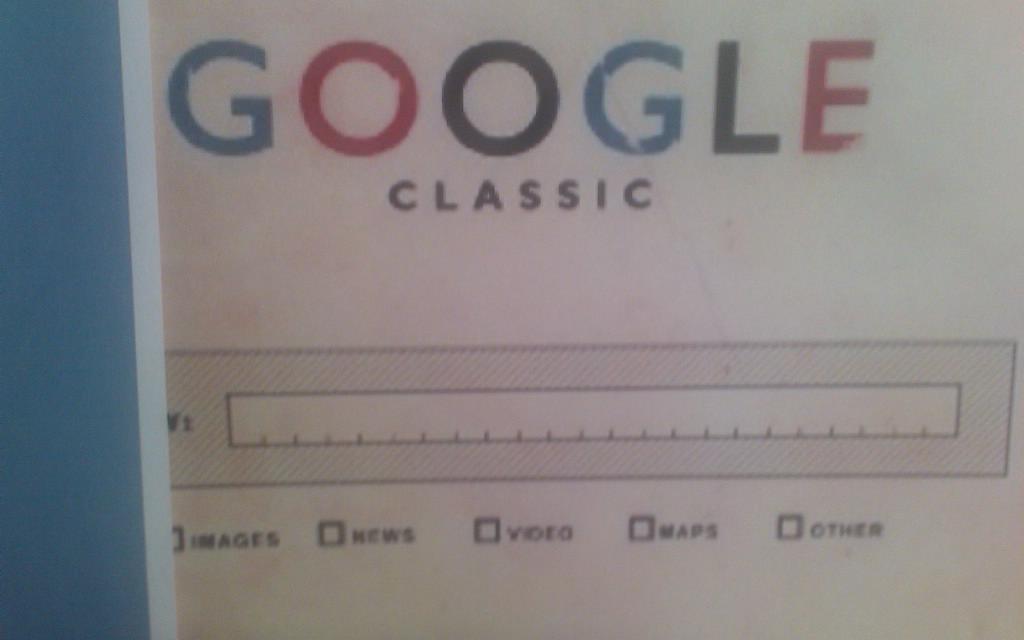 GOOGLE
CLASSIC
IMAGES NEWS VIDEO MAPS OTHER